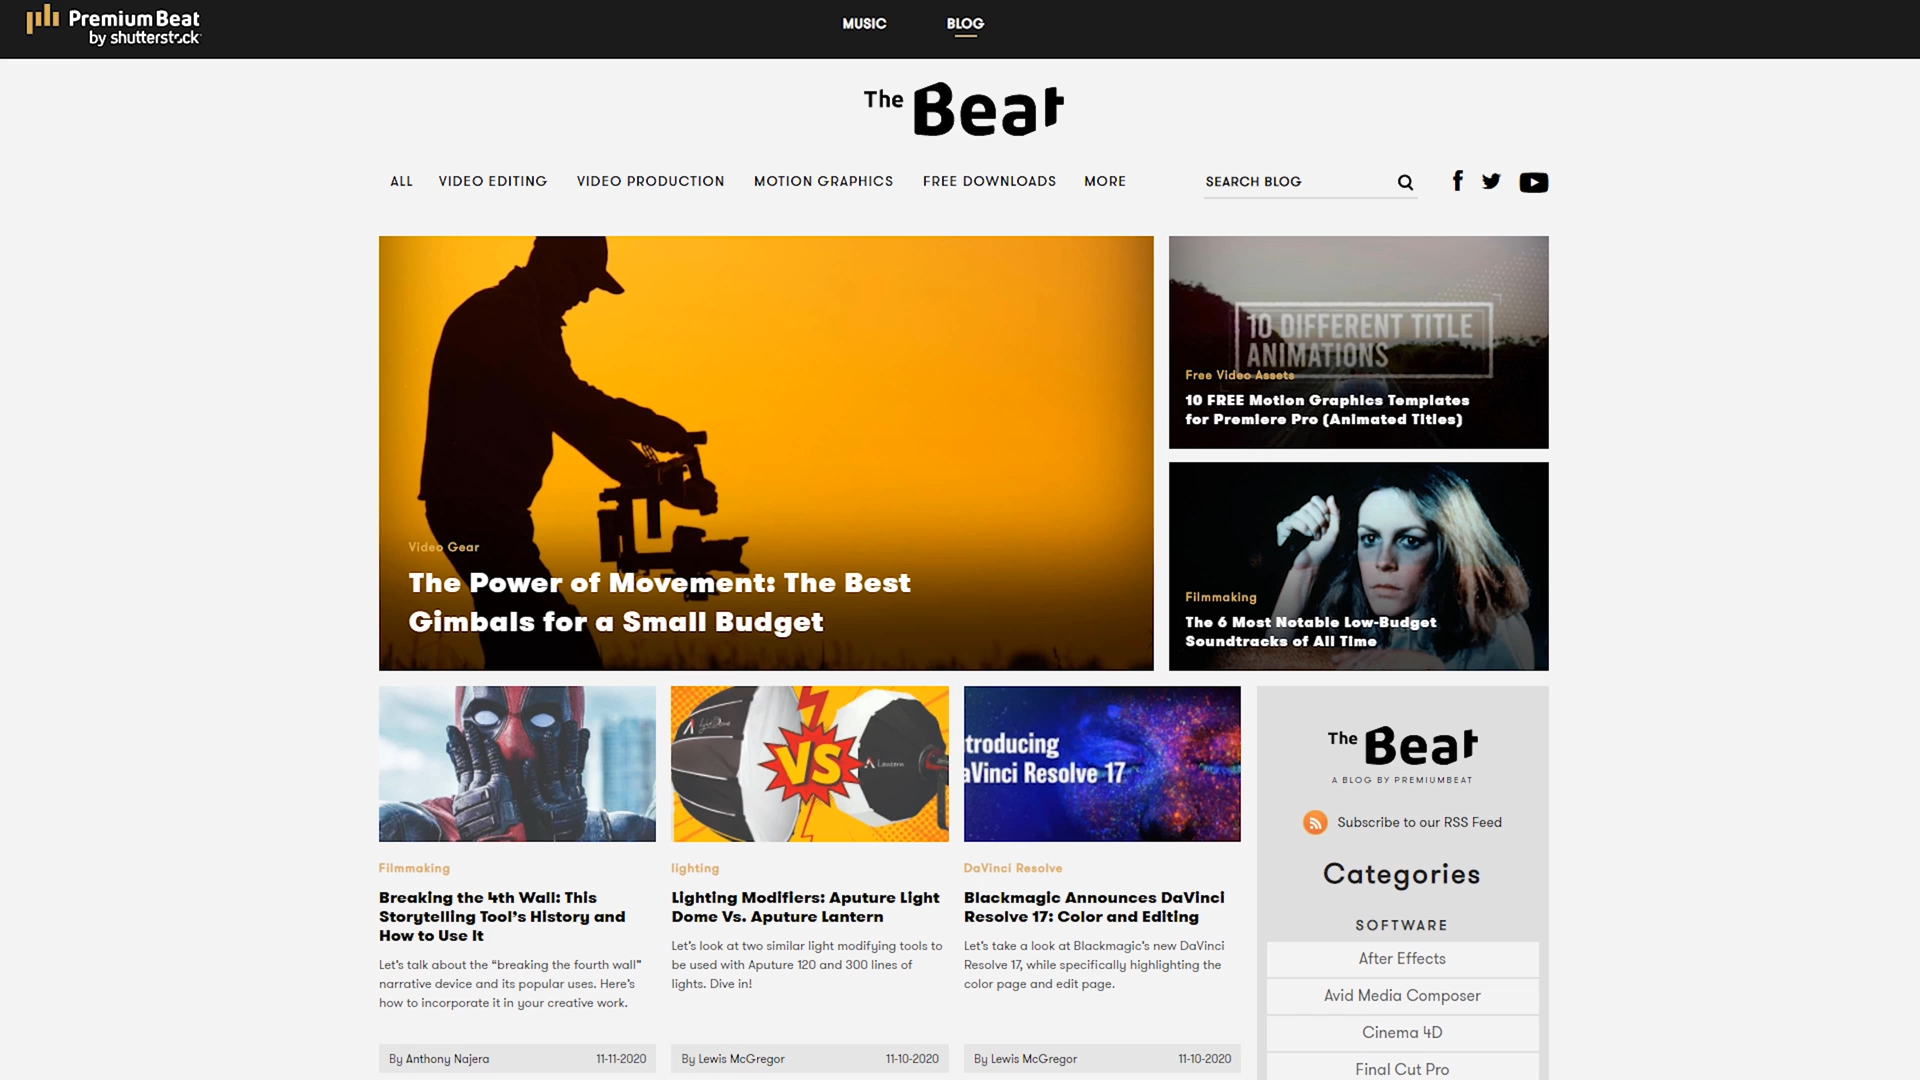 Premium Beat
by shutterstock
MUSIC
BLOG
The Beat
ALL
VIDEO EDITING
VIDEO PRODUCTION
MOTION GRAPHICS
FREE DOWNLOADS
MORE
SEARCH BLOG
Video Gear
The Power of Movement: The Best
Gimbals for a Small Budget
10 DIFFERENT TITLE
ANIMATIONS
Free Video Assets
10 FREE Motion Graphics Templates
for Premiere Pro (Animated Titles)
Filmmaking
The 6 Most Notable Low-Budget
Soundtracks of All Time
Filmmaking
Breaking the 4th Wall: This
Storytelling Tool's History and
How to Use It
Let's talk about the “breaking the fourth wall”
narrative device and its popular uses. Here's
how to incorporate it in your creative work.
By Anthony Najera
11-11-2020
Light Dome
VS
Lantern
lighting
Lighting Modifiers: Aputure Light
Dome Vs. Aputure Lantern
Let's look at two similar light modifying tools to
be used with Aputure 120 and 300 lines of
lights. Dive in!
By Lewis McGregor
11-10-2020
troducing
aVinci Resolve 17
DaVinci Resolve
Blackmagic Announces DaVinci
Resolve 17: Color and Editing
Let's take a look at Blackmagic's new DaVinci
Resolve 17, while specifically highlighting the
color page and edit page.
By Lewis McGregor
11-10-2020
The Beat
A BLOG BY PREMIUMBEAT
Subscribe to our RSS Feed
Categories
SOFTWARE
After Effects
Avid Media Composer
Cinema 4D
Final Cut Pro